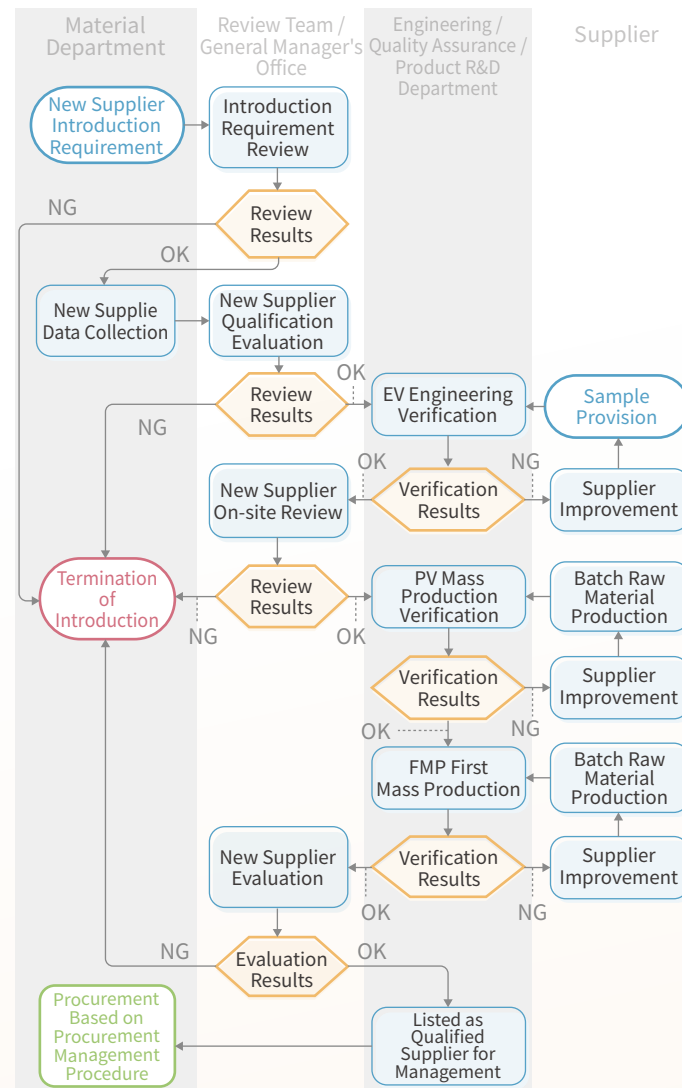 Material
Department
Review Team /
General Manager's
Office
Engineering /
Quality Assurance /
Product R&D
Department
Supplier
New Supplier
Introduction
Requirement
Introduction
Requirement
Review
NG
Review
Results
OK
New Supplie
Data Collection
New Supplier
Qualification
Evaluation
OK
Review
Results
NG
EV Engineering
Verification
Sample
Provision
OK
NG
New Supplier
On-site Review
Verification
Results
Supplier
Improvement
Termination
of
Introduction
NG
Review
Results
OK
PV Mass
Production
Verification
Batch Raw
Material
Production
Verification
Results
NG
Supplier
Improvement
OK
FMP First
Mass Production
Batch Raw
Material
Production
New Supplier
Evaluation
OK
Verification
Results
NG
Supplier
Improvement
NG
Evaluation
Results
OK
Procurement
Based on
Procurement
Management
Procedure
Listed as
Qualified
Supplier for
Management